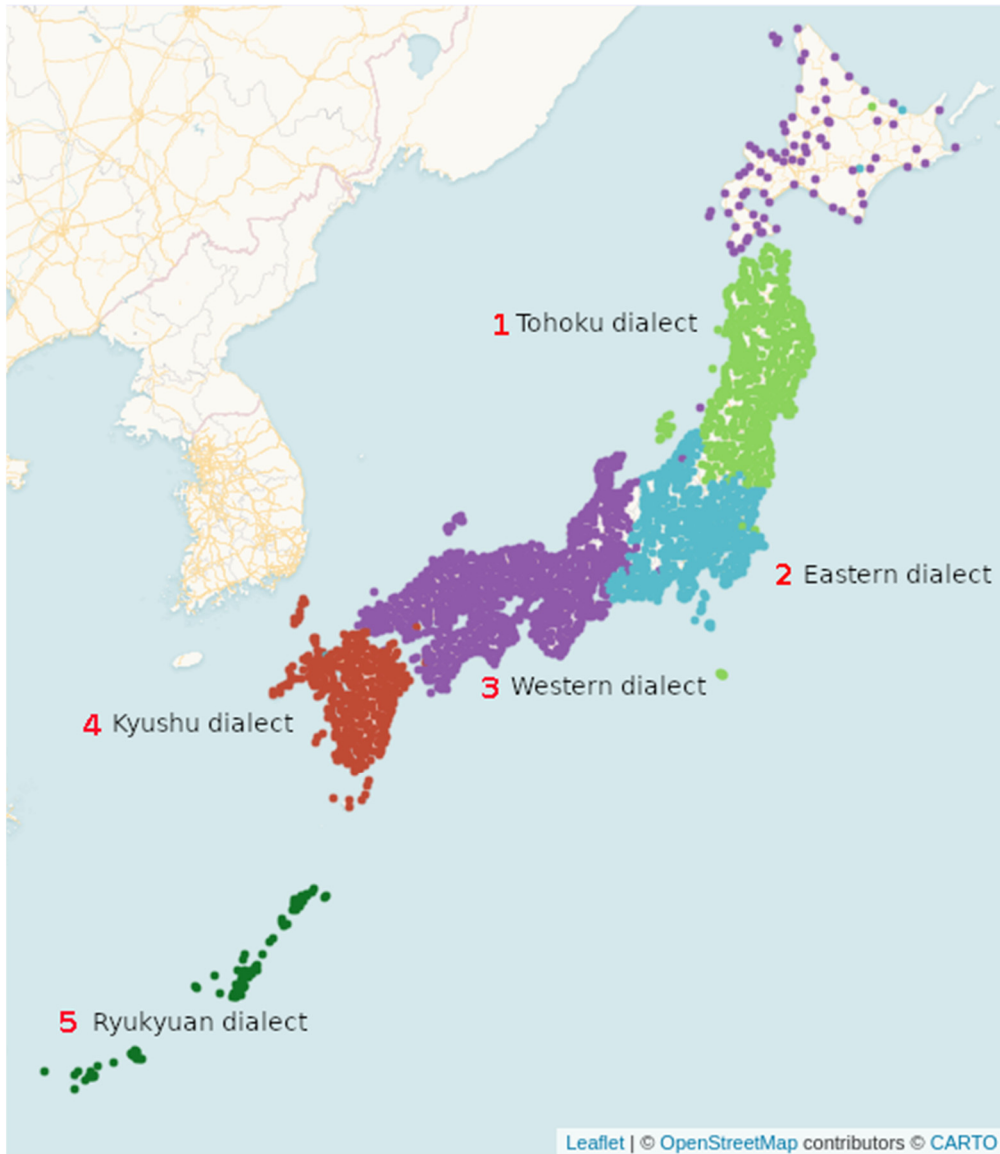 1 Tohoku dialect
2 Eastern dialect
3 Western dialect
4 Kyushu dialect
5 Ryukyuan dialect
Leaflet | © OpenStreetMap contributors © CARTO